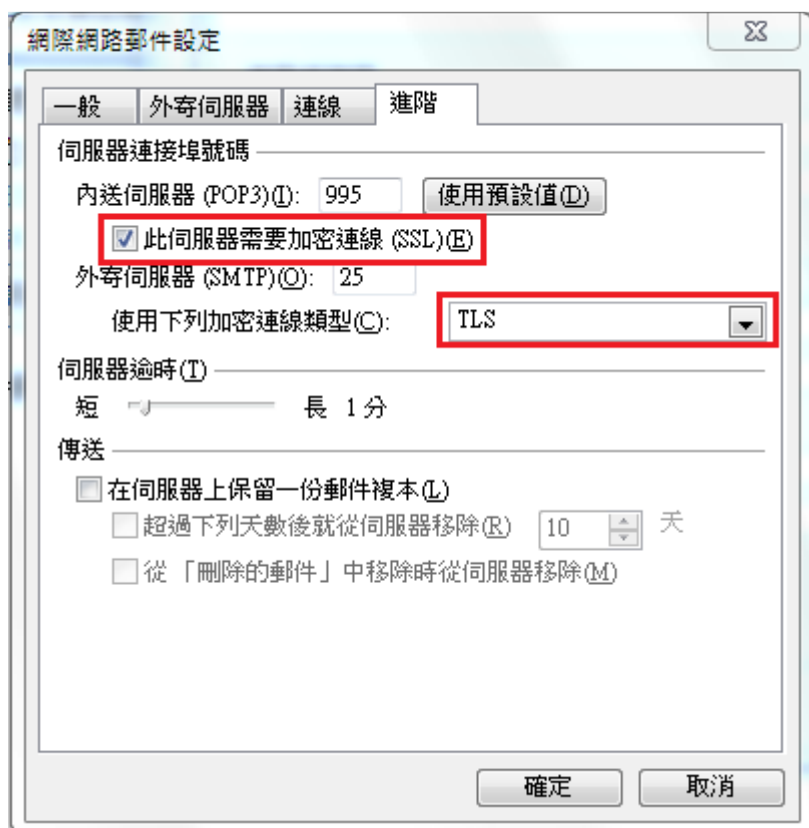 網際網路郵件設定
一般 外寄伺服器 連線 進階
伺服器連接埠號碼
內送伺服器 (POP3)(I): 995 使用預設值(D)
此伺服器需要加密連線 (SSL)(E)
外寄伺服器 (SMTP)(O): 25
使用下列加密連線類型(C): TLS
伺服器逾時(T)
短 長 1分
傳送
在伺服器上保留一份郵件複本(L)
超過下列天數後就從伺服器移除(R) 10 天
從「刪除的郵件」中移除時從伺服器移除(M)
確定 取消